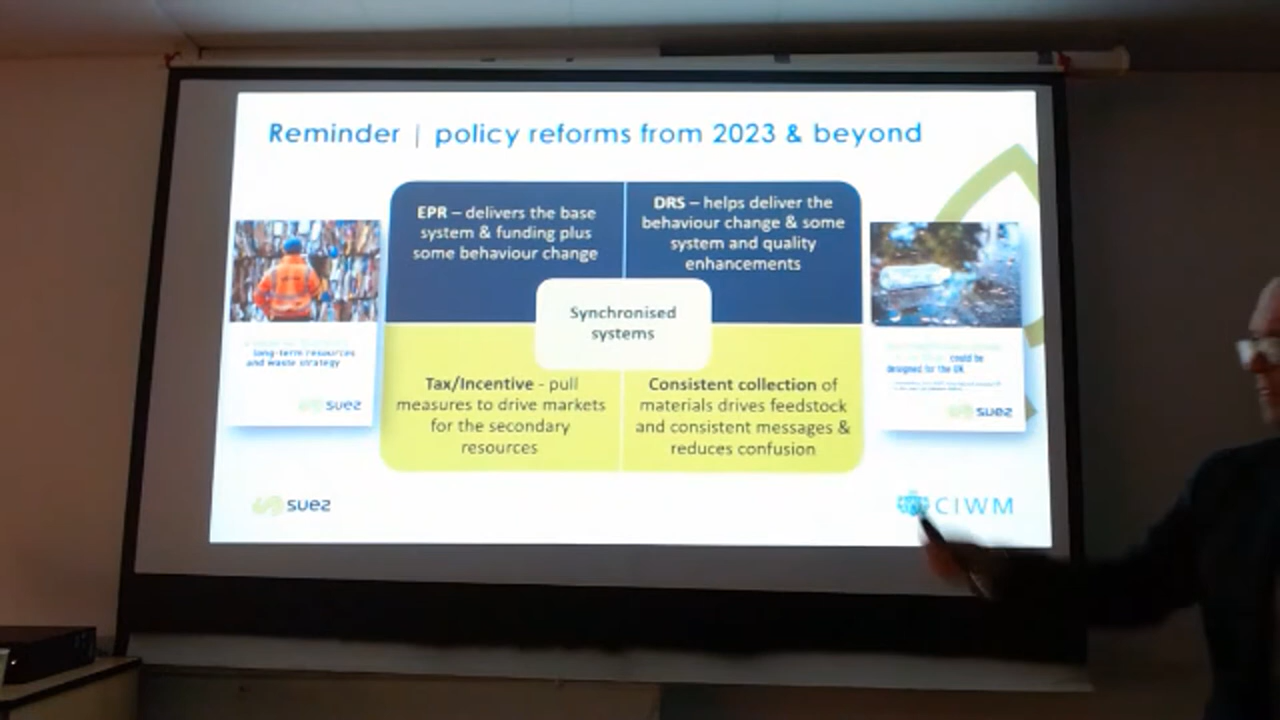 Reminder | policy reforms from 2023 & beyond
EPR – delivers the base
system & funding plus
some behaviour change
DRS – helps deliver the
behaviour change & some
system and quality
enhancements
Synchronised
systems
Tax/Incentive - pull
measures to drive markets
for the secondary
resources
Consistent collection of
materials drives feedstock
and consistent messages &
reduces confusion
long-term resources
and waste strategy
suez
could be
designed for the UK
suez
suez
CIWM